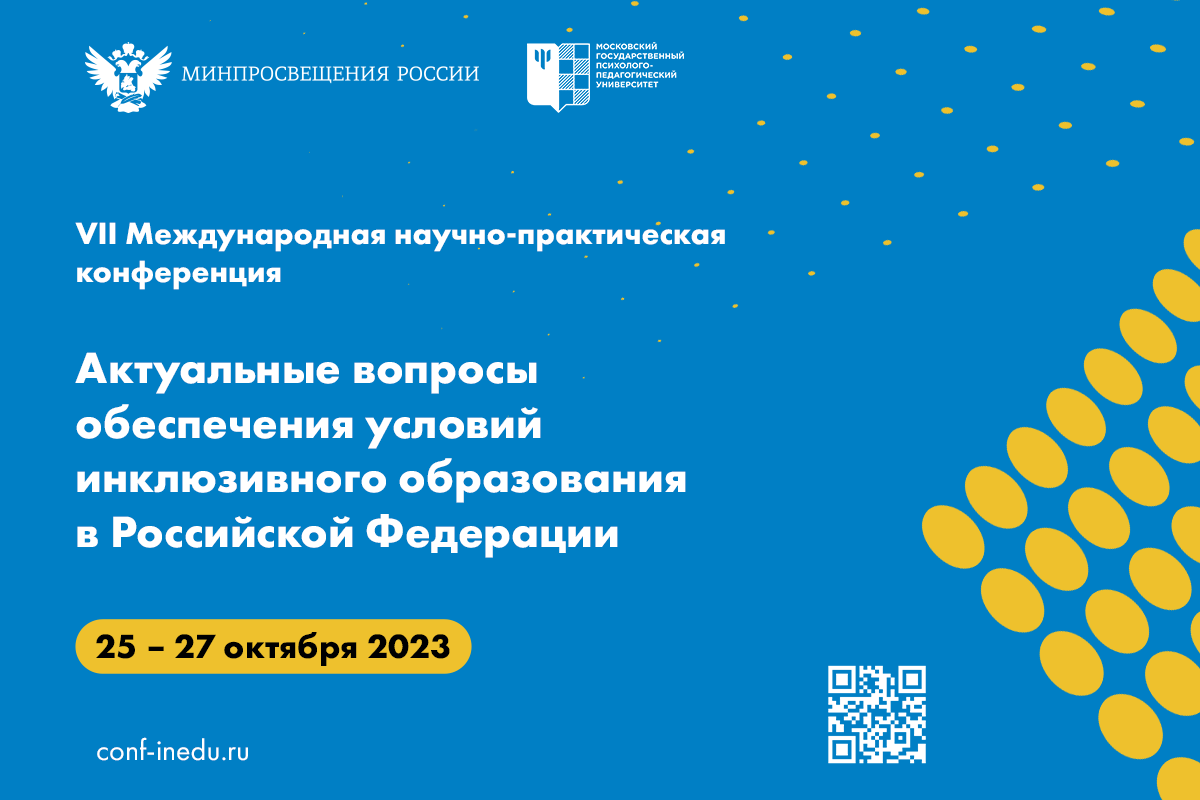 МИНПРОСВЕЩЕНИЯ РОССИИ
МОСКОВСКИЙ
ГОСУДАРСТВЕННЫЙ
ПСИХОЛОГО-
ПЕДАГОГИЧЕСКИЙ
УНИВЕРСИТЕТ
VII Международная научно-практическая
конференция
Актуальные вопросы
обеспечения условий
инклюзивного образования
в Российской Федерации
25 – 27 октября 2023
conf-inedu.ru